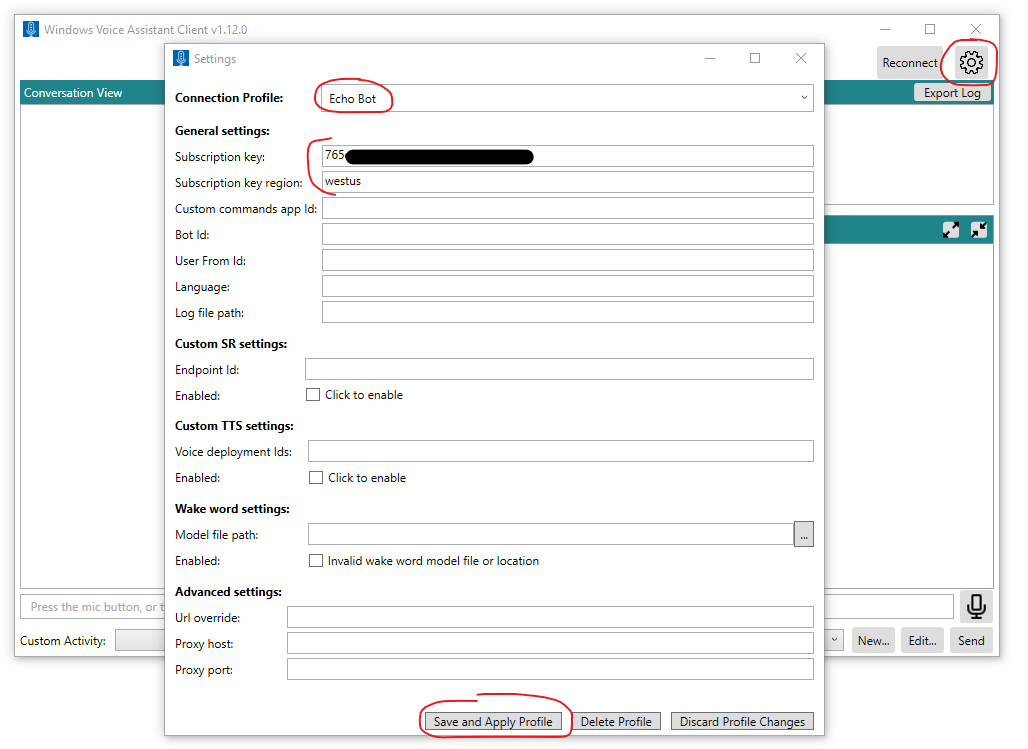 Windows Voice Assistant Client v1.12.0
Settings
Reconnect
Connection Profile: Echo Bot
Conversation View
Export Log
General settings:
Subscription key: 765
Subscription key region: westus
Custom commands app Id:
Bot Id:
User From Id:
Language:
Log file path:
Custom SR settings:
Endpoint Id:
Enabled: Click to enable
Custom TTS settings:
Voice deployment Ids:
Enabled: Click to enable
Wake word settings:
Model file path: ...
Enabled: Invalid wake word model file or location
Advanced settings:
Url override:
Proxy host:
Proxy port:
Press the mic button, or
Custom Activity: New... Edit... Send
Save and Apply Profile Delete Profile Discard Profile Changes